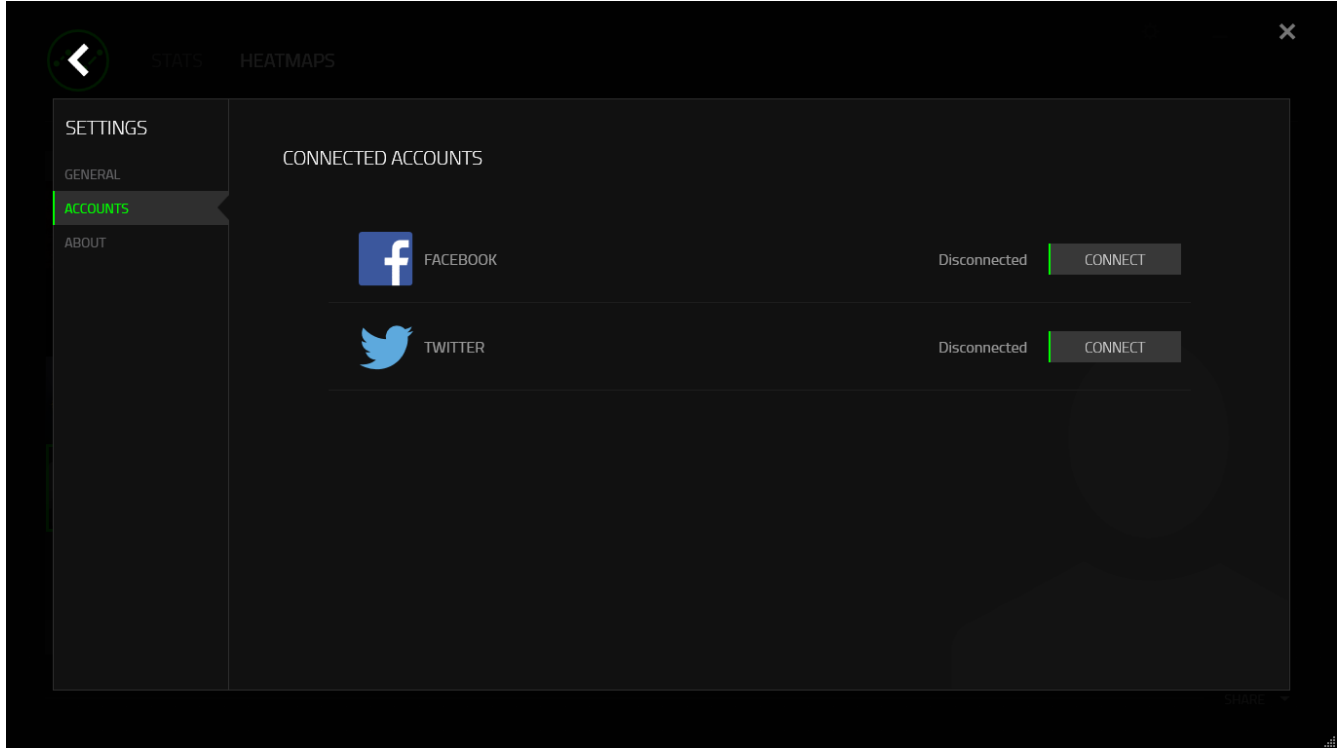 STATS HEATMAPS
SETTINGS
GENERAL
ACCOUNTS
ABOUT
CONNECTED ACCOUNTS
FACEBOOK Disconnected CONNECT
TWITTER Disconnected CONNECT
SHARE